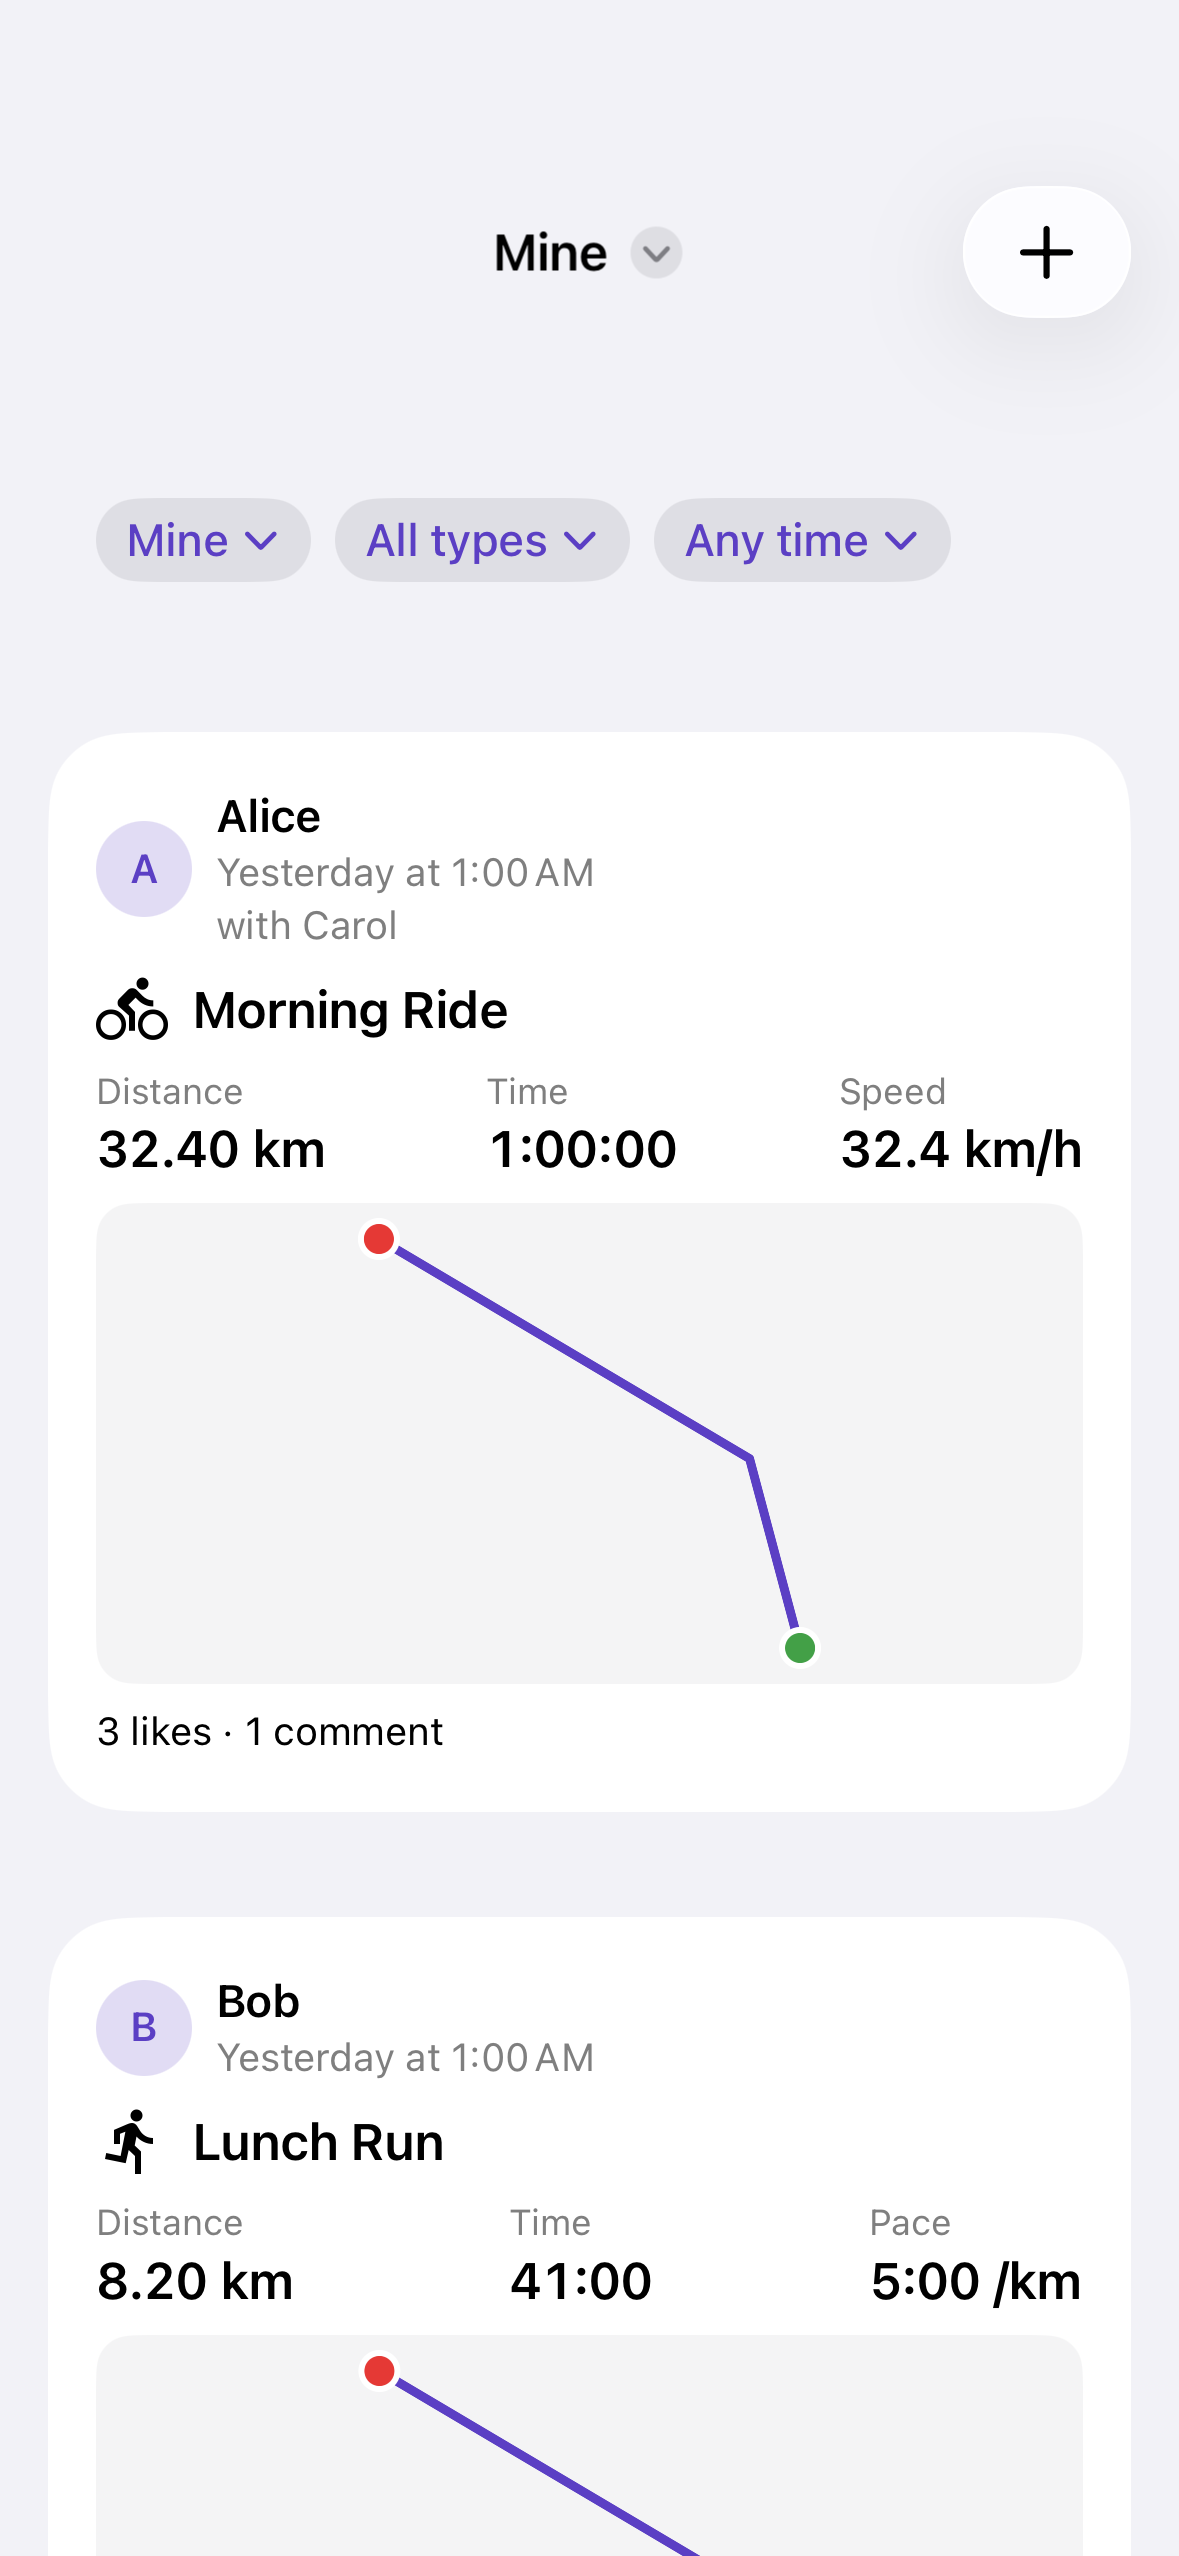 Mine
Mine
All types
Any time
A
Alice
Yesterday at 1:00 AM
with Carol
Morning Ride
Distance
Time
Speed
32.40 km
1:00:00
32.4 km/h
3 likes · 1 comment
B
Bob
Yesterday at 1:00 AM
Lunch Run
Distance
Time
Pace
8.20 km
41:00
5:00 /km